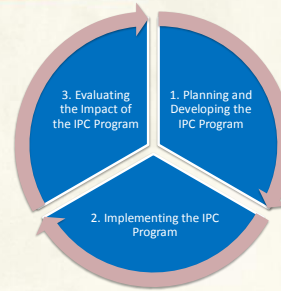 1. Planning and
Developing the
IPC Program
2. Implementing the IPC
Program
3. Evaluating
the Impact of
the IPC Program